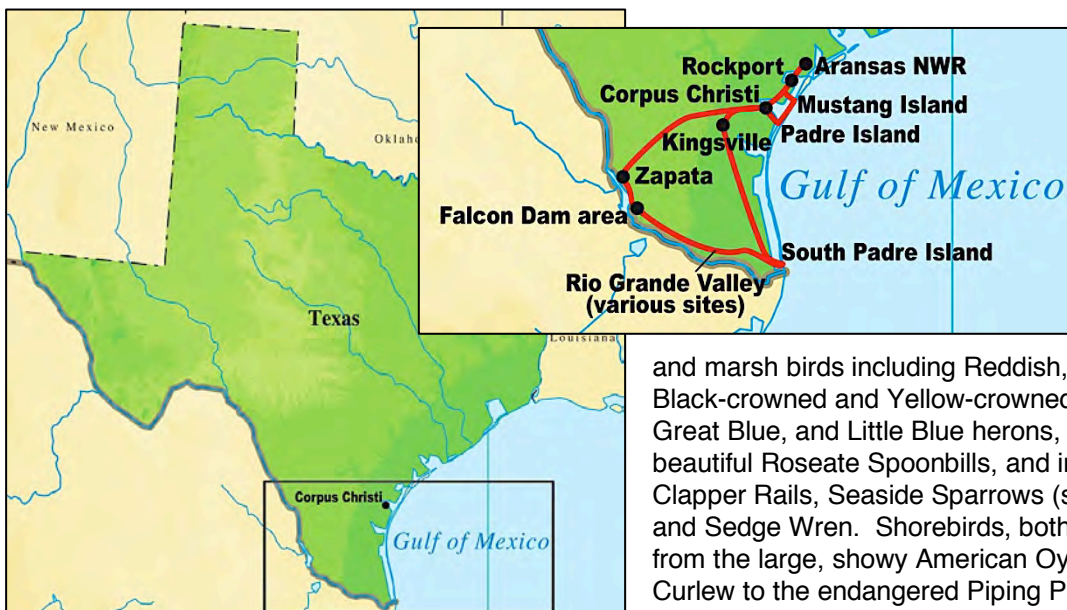 New Mexico
Oklaho
Texas
Louisiana
Corpus Christi
Gulf of Mexico
Rockport
Aransas NWR
Corpus Christi
Mustang Island
Kingsville
Padre Island
Zapata
Gulf of Mexico
Falcon Dam area
South Padre Island
Rio Grande Valley
(various sites)
and marsh birds including Reddish,
Black-crowned and Yellow-crowned
Great Blue, and Little Blue herons,
beautiful Roseate Spoonbills, and in
Clapper Rails, Seaside Sparrows (s
and Sedge Wren.  Shorebirds, both
from the large, showy American Oy
Curlew to the endangered Piping P